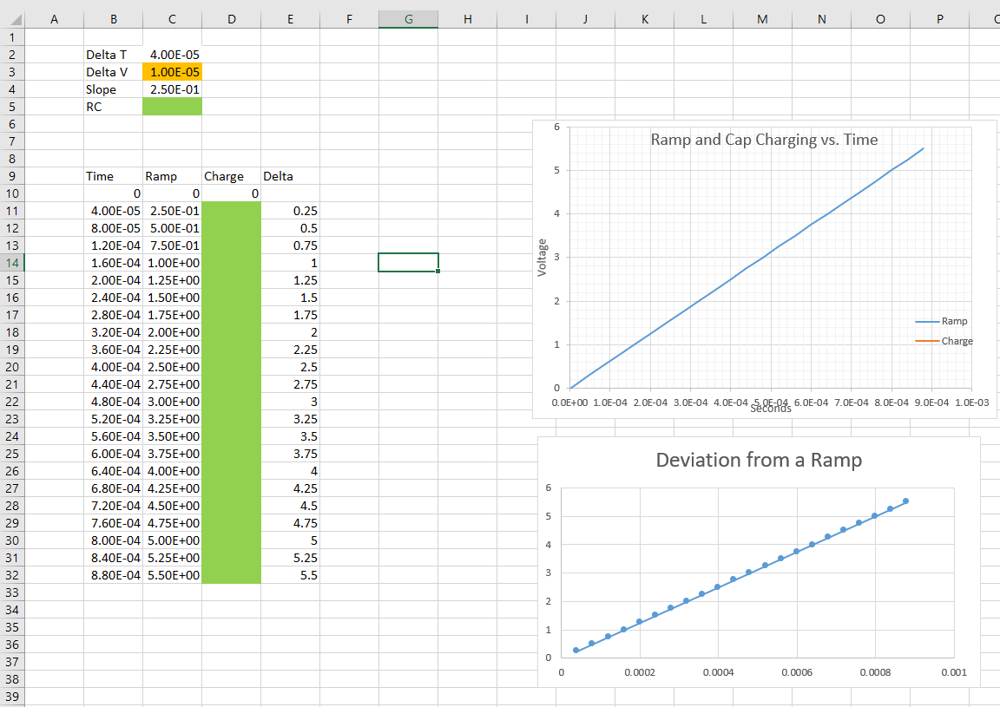 A B C D E F G H I J K L M N O P
1
2 Delta T 4.00E-05
3 Delta V 1.00E-05
4 Slope 2.50E-01
5 RC
6
7
8
9 Time Ramp Charge Delta
10 0 0 0
11 4.00E-05 2.50E-01 0.25
12 8.00E-05 5.00E-01 0.5
13 1.20E-04 7.50E-01 0.75
14 1.60E-04 1.00E+00 1
15 2.00E-04 1.25E+00 1.25
16 2.40E-04 1.50E+00 1.5
17 2.80E-04 1.75E+00 1.75
18 3.20E-04 2.00E+00 2
19 3.60E-04 2.25E+00 2.25
20 4.00E-04 2.50E+00 2.5
21 4.40E-04 2.75E+00 2.75
22 4.80E-04 3.00E+00 3
23 5.20E-04 3.25E+00 3.25
24 5.60E-04 3.50E+00 3.5
25 6.00E-04 3.75E+00 3.75
26 6.40E-04 4.00E+00 4
27 6.80E-04 4.25E+00 4.25
28 7.20E-04 4.50E+00 4.5
29 7.60E-04 4.75E+00 4.75
30 8.00E-04 5.00E+00 5
31 8.40E-04 5.25E+00 5.25
32 8.80E-04 5.50E+00 5.5
33
34
35
36
37
38
39
Ramp and Cap Charging vs. Time
6
5
4
3
2
1
0
Voltage
Ramp
Charge
0.0E+00 1.0E-04 2.0E-04 3.0E-04 4.0E-04 5.0E-04 6.0E-04 7.0E-04 8.0E-04 9.0E-04 1.0E-03
Seconds
Deviation from a Ramp
6
5
4
3
2
1
0
0 0.0002 0.0004 0.0006 0.0008 0.001